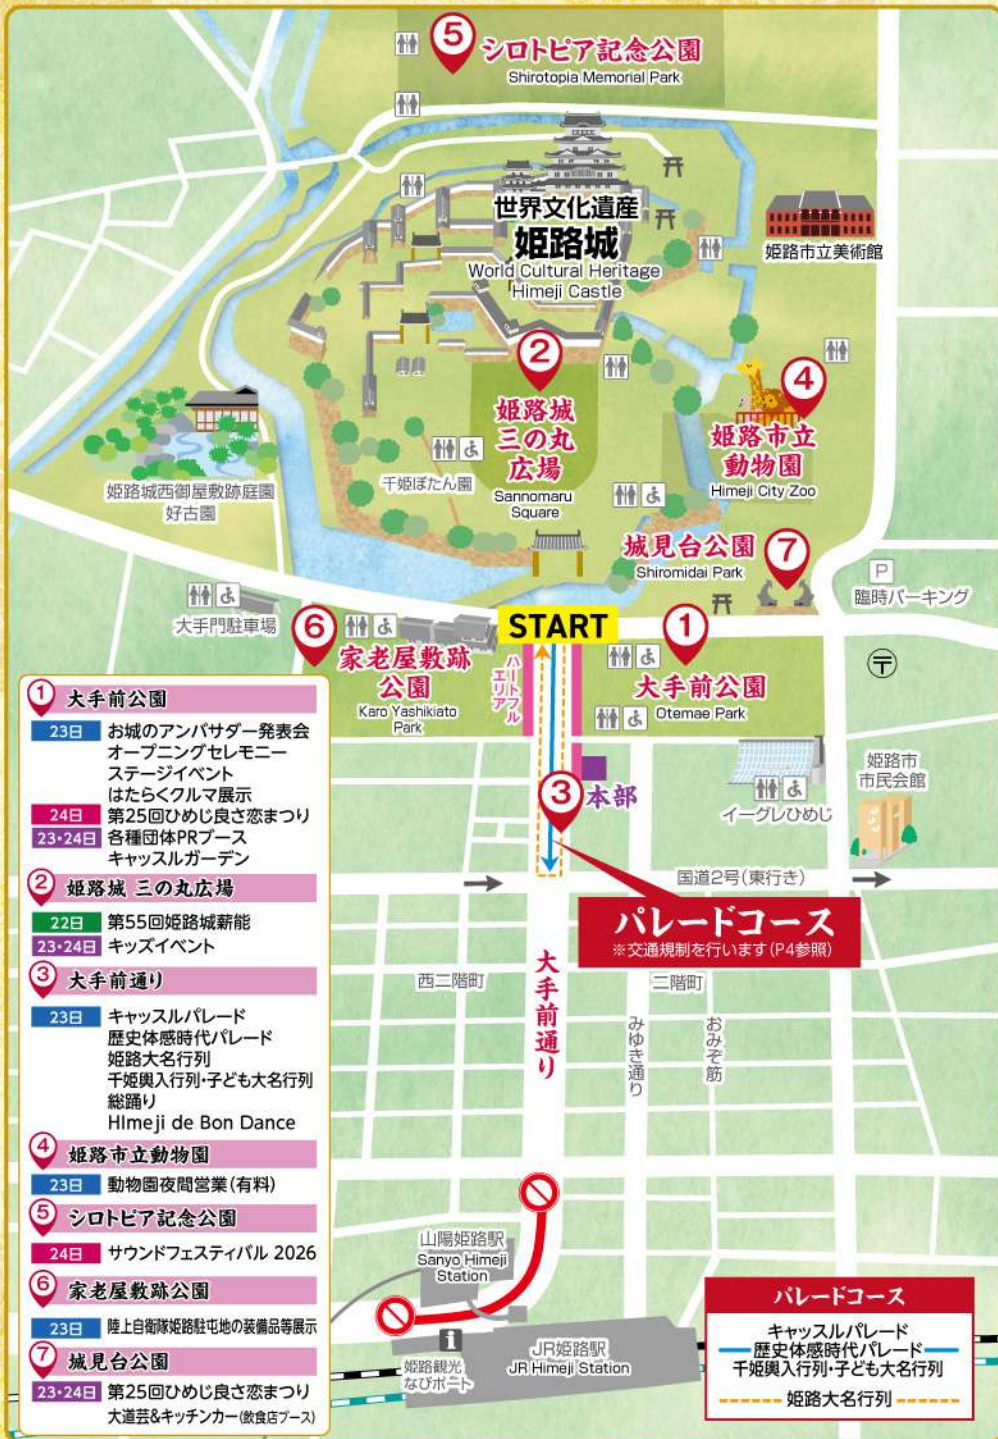 5
シロトピア記念公園
Shirotopia Memorial Park
世界文化遺産
姫路城
World Cultural Heritage
Himeji Castle
姫路市立美術館
2
姫路城
三の丸
広場
Sannomaru
Square
4
姫路市立
動物園
Himeji City Zoo
千姫ぼたん園
姫路城西御屋敷跡庭園
好古園
城見台公園
Shiromidai Park
7
P
臨時パーキング
大手門駐車場
6
家老屋敷跡
公園
Karo Yashikiato
Park
START
ハートフル
エリア
1
大手前公園
Otemae Park
〒
3
本部
イーグレひめじ
姫路市
市民会館
国道2号(東行き)
パレードコース
※交通規制を行います(P4参照)
西二階町
二階町
大手前通り
みゆき通り
おみぞ筋
山陽姫路駅
Sanyo Himeji
Station
i
姫路観光
なびポート
JR姫路駅
JR Himeji Station
1 大手前公園
23日 お城のアンバサダー発表会
オープニングセレモニー
ステージイベント
はたらくクルマ展示
24日 第25回ひめじ良さ恋まつり
23・24日 各種団体PRブース
キャッスルガーデン
2 姫路城 三の丸広場
22日 第55回姫路城薪能
23・24日 キッズイベント
3 大手前通り
23日 キャッスルパレード
歴史体感時代パレード
姫路大名行列
千姫輿入行列・子ども大名行列
総踊り
HImeji de Bon Dance
4 姫路市立動物園
23日 動物園夜間営業(有料)
5 シロトピア記念公園
24日 サウンドフェスティバル 2026
6 家老屋敷跡公園
23日 陸上自衛隊姫路駐屯地の装備品等展示
7 城見台公園
23・24日 第25回ひめじ良さ恋まつり
大道芸&キッチンカー(飲食店ブース)
パレードコース
キャッスルパレード
歴史体感時代パレード
千姫輿入行列・子ども大名行列
姫路大名行列